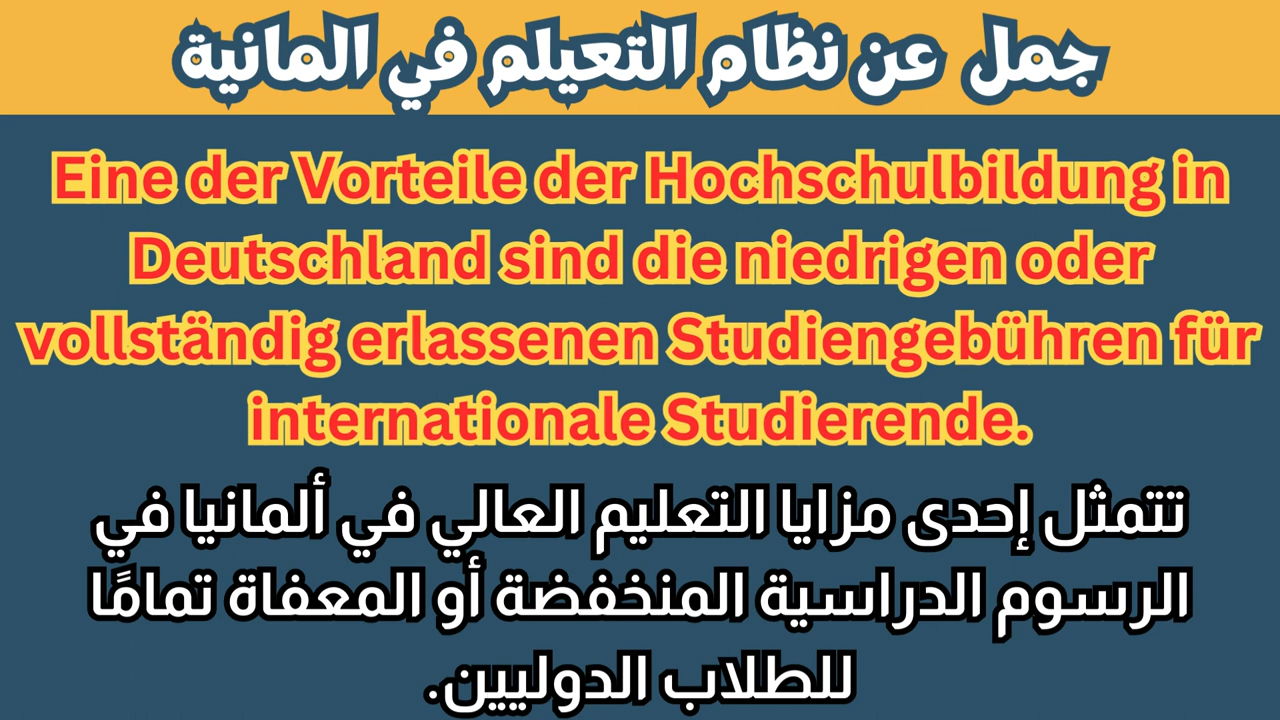 جمل عن نظام التعيلم في المانية
Eine der Vorteile der Hochschulbildung in
Deutschland sind die niedrigen oder
vollständig erlassenen Studiengebühren für
internationale Studierende.
تتمثل إحدى مزايا التعليم العالي في ألمانيا في
الرسوم الدراسية المنخفضة أو المعفاة تمامًا
للطلاب الدوليين.